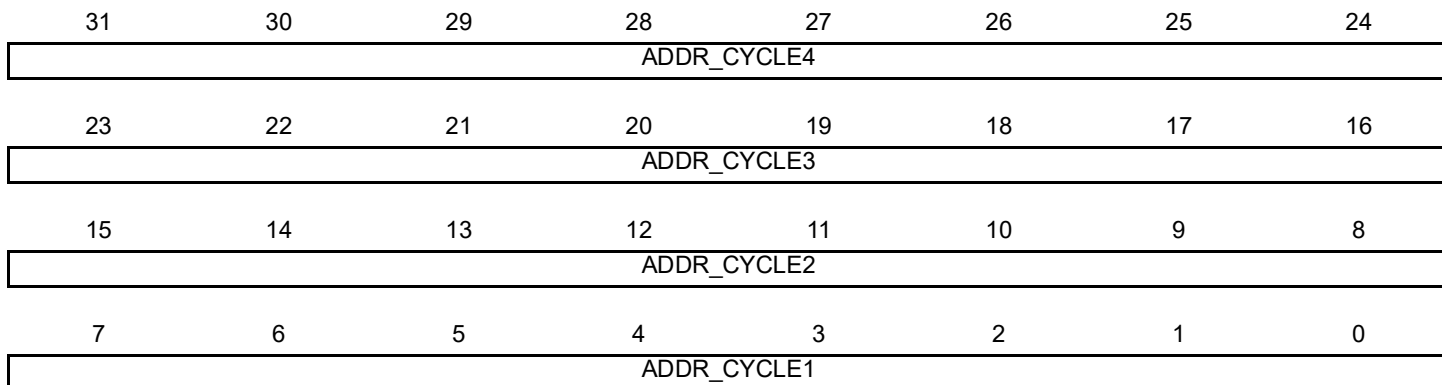 31 30 29 28 27 26 25 24
ADDR_CYCLE4
23 22 21 20 19 18 17 16
ADDR_CYCLE3
15 14 13 12 11 10 9 8
ADDR_CYCLE2
7 6 5 4 3 2 1 0
ADDR_CYCLE1